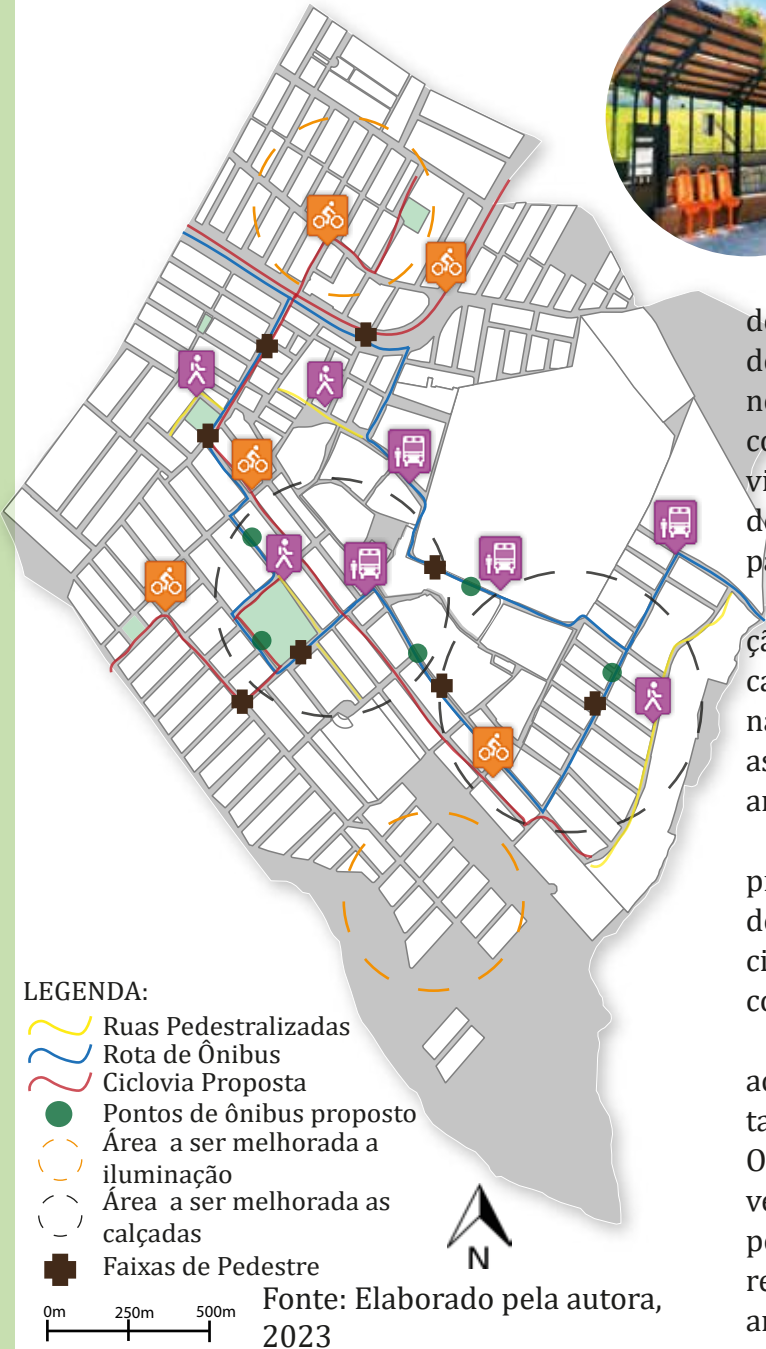 LEGENDA:
Ruas Pedestralizadas
Rota de Ônibus
Ciclovia Proposta
Pontos de ônibus proposto
Área a ser melhorada a
iluminação
Área a ser melhorada as
calçadas
Faixas de Pedestre
N
0m 250m 500m
Fonte: Elaborado pela autora,
2023